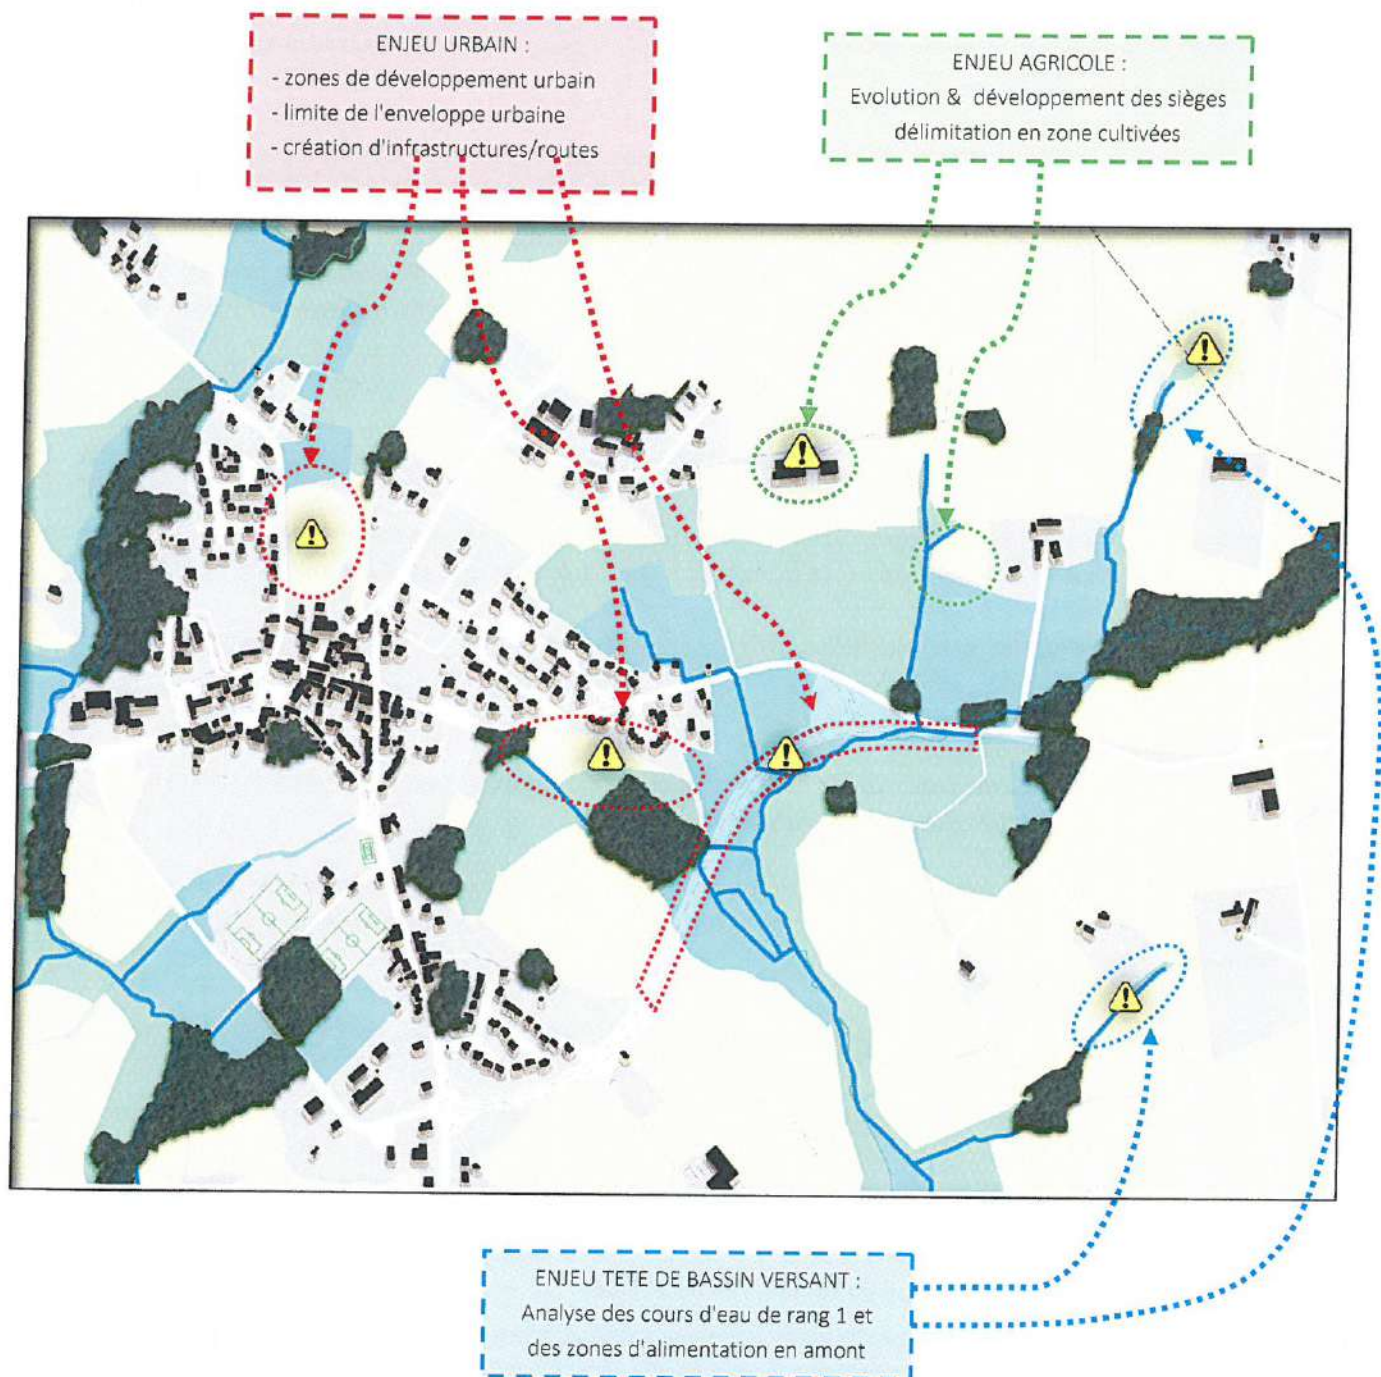 ENJEU URBAIN :
- zones de développement urbain
- limite de l'enveloppe urbaine
- création d'infrastructures/routes
ENJEU AGRICOLE :
Evolution & développement des sièges
délimitation en zone cultivées
ENJEU TETE DE BASSIN VERSANT :
Analyse des cours d'eau de rang 1 et
des zones d'alimentation en amont